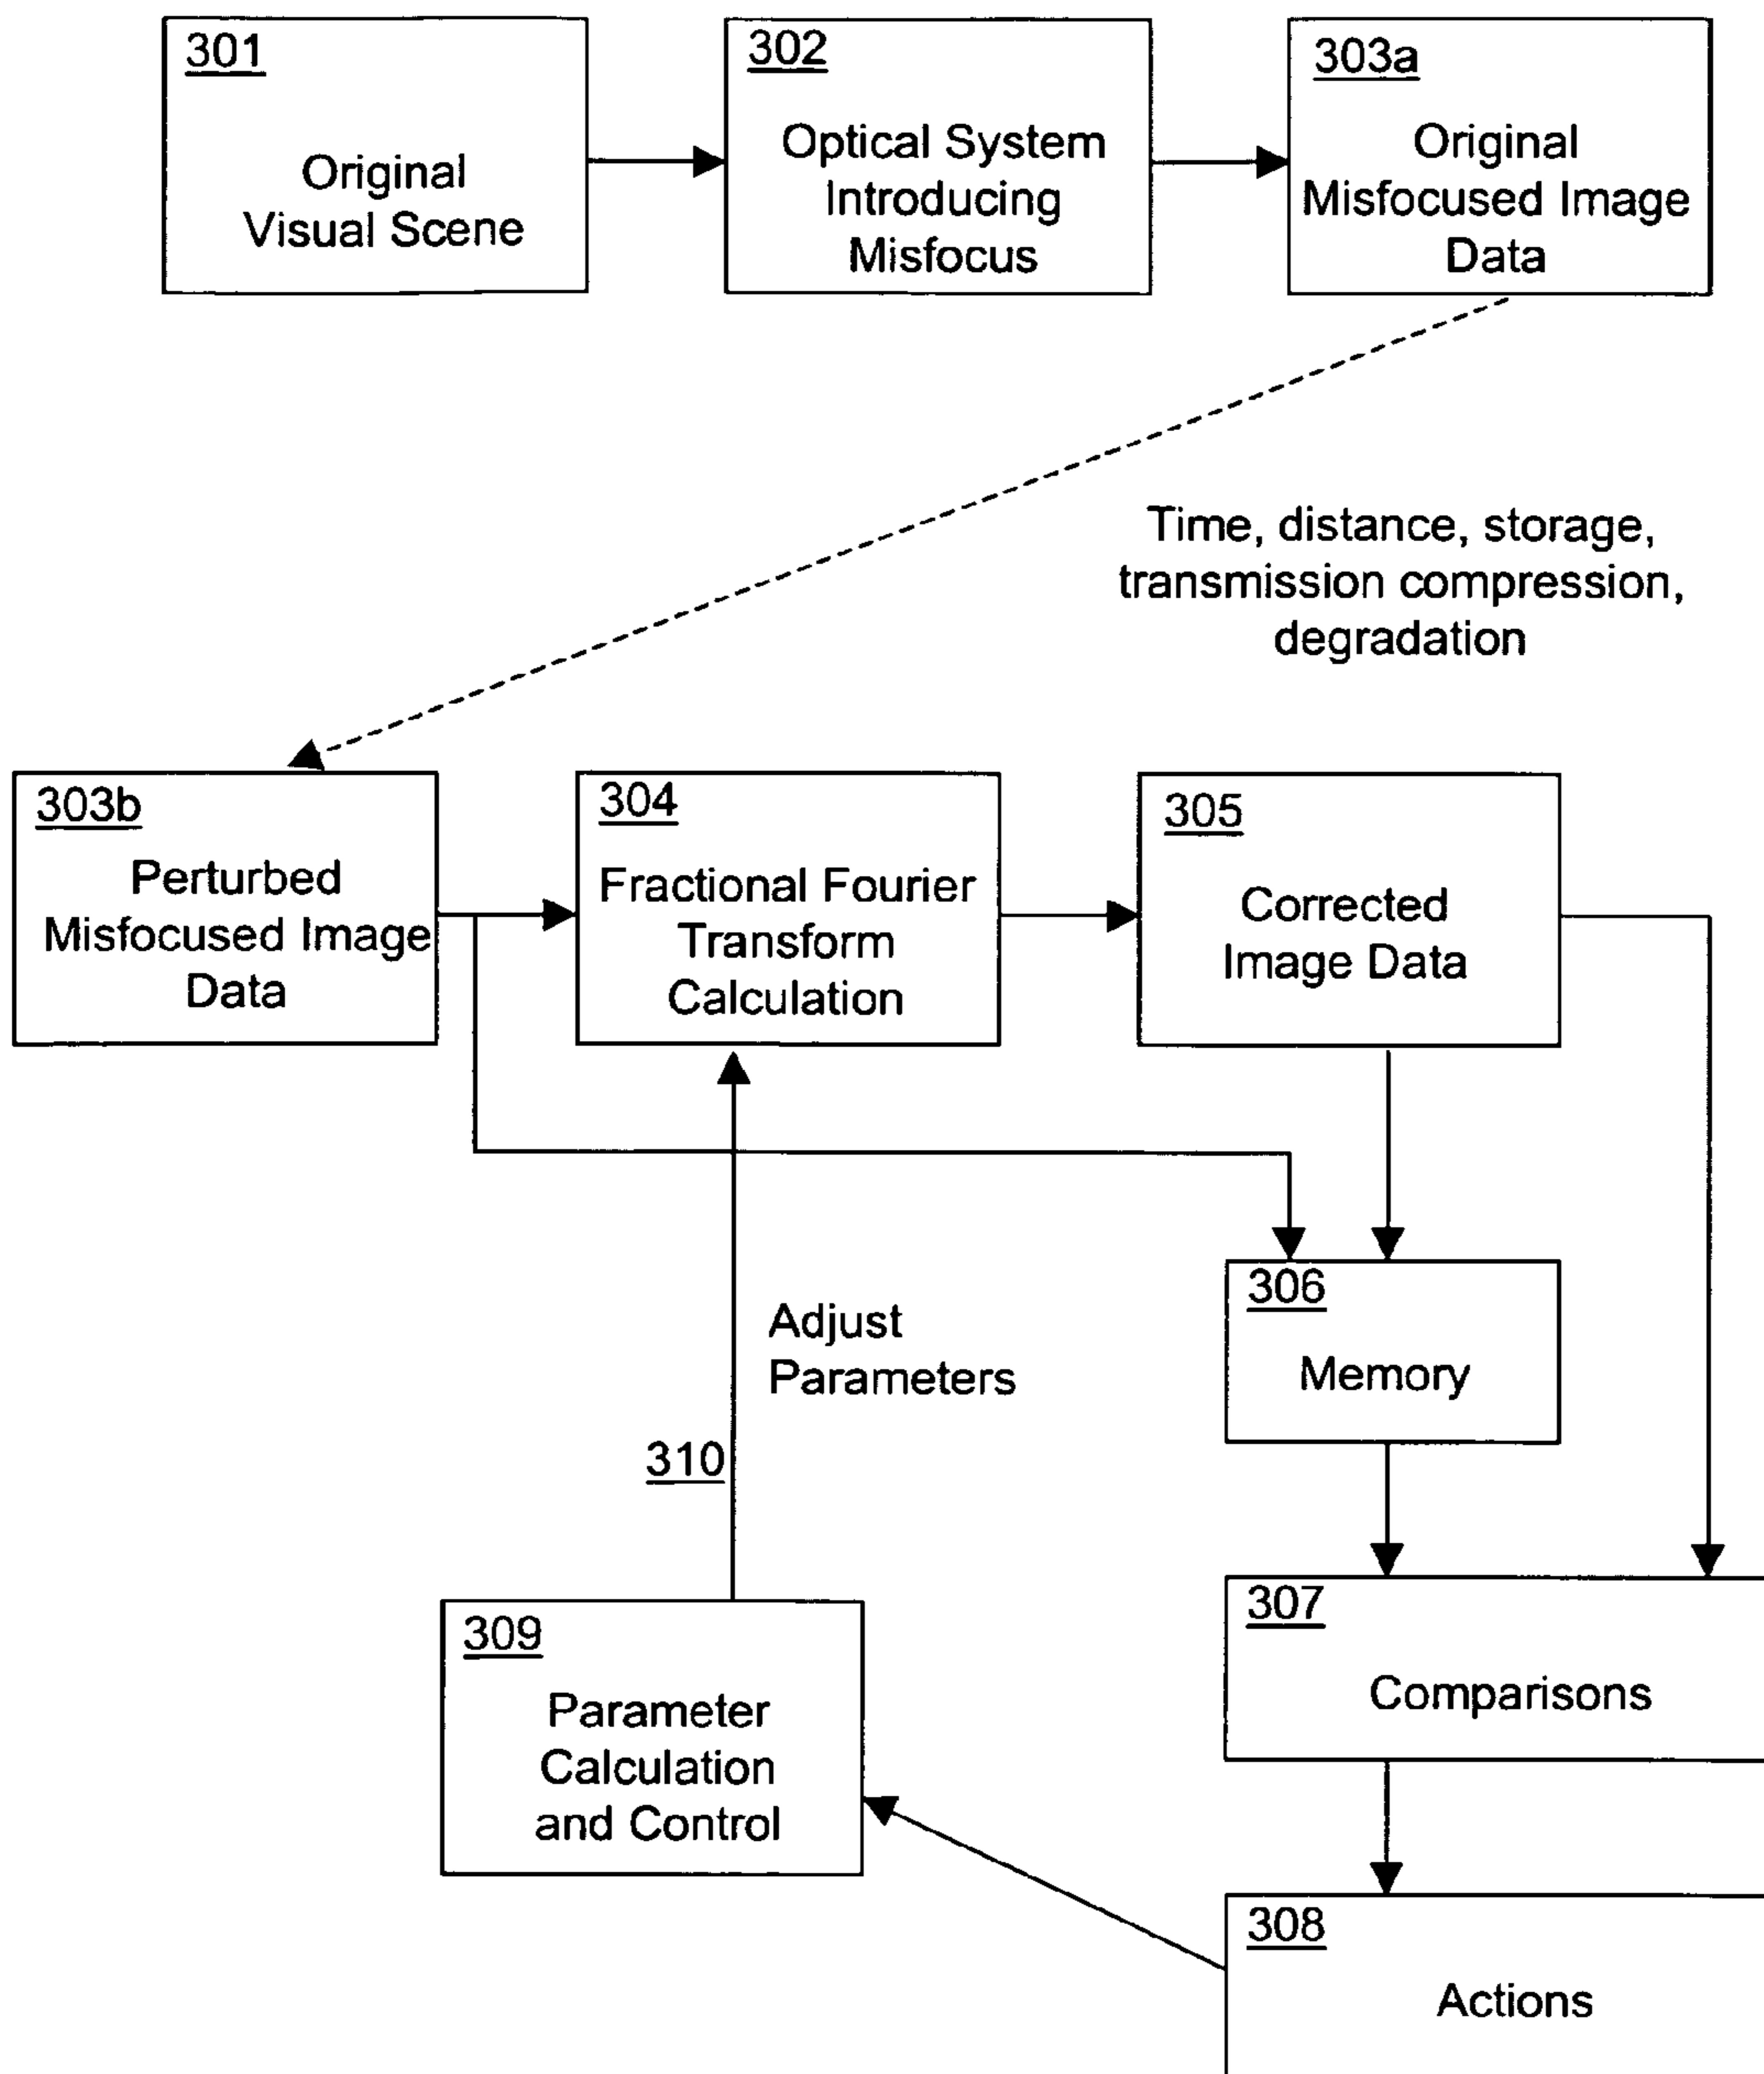 301
Original
Visual Scene
302
Optical System
Introducing
Misfocus
303a
Original
Misfocused Image
Data
Time, distance, storage,
transmission compression,
degradation
303b
Perturbed
Misfocused Image
Data
304
Fractional Fourier
Transform
Calculation
305
Corrected
Image Data
306
Memory
Adjust
Parameters
310
307
Comparisons
309
Parameter
Calculation
and Control
308
Actions